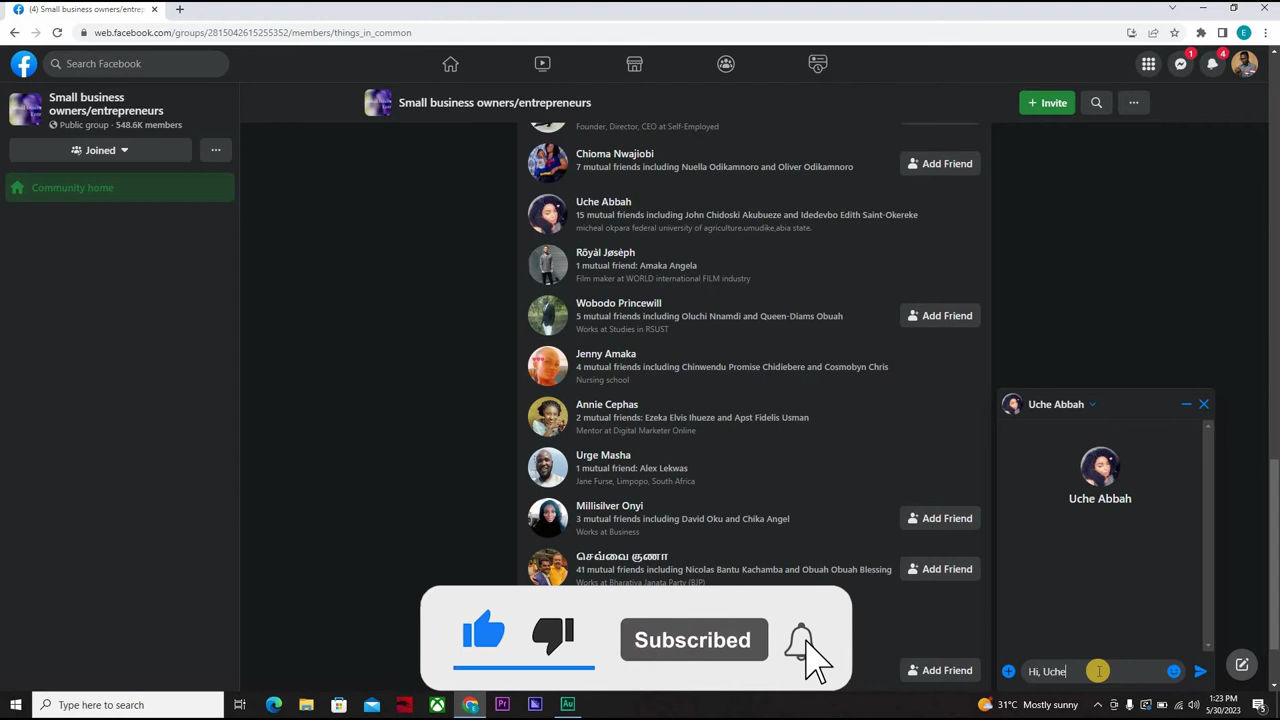 (4) Small business owners/entrep
web.facebook.com/groups/2815042615255352/members/things_in_common
E
Search Facebook
1
4
Small business
owners/entrepreneurs
Public group · 548.6K members
Joined
Community home
Small business owners/entrepreneurs
+ Invite
Founder, Director, CEO at Self-Employed
Chioma Nwajiobi
7 mutual friends including Nuella Odikamnoro and Oliver Odikamnoro
Add Friend
Uche Abbah
15 mutual friends including John Chidoski Akubueze and Idedevbo Edith Saint-Okereke
micheal okpara federal university of agriculture.umudike,abia state.
Rõyàl Jøsèph
1 mutual friend: Amaka Angela
Film maker at WORLD international FILM industry
Wobodo Princewill
5 mutual friends including Oluchi Nnamdi and Queen-Diams Obuah
Works at Studies in RSUST
Add Friend
Jenny Amaka
4 mutual friends including Chinwendu Promise Chidiebere and Cosmobyn Chris
Nursing school
Annie Cephas
2 mutual friends: Ezeka Elvis Ihueze and Apst Fidelis Usman
Mentor at Digital Marketer Online
Urge Masha
1 mutual friend: Alex Lekwas
Jane Furse, Limpopo, South Africa
Millisilver Onyi
3 mutual friends including David Oku and Chika Angel
Works at Business
Add Friend
செவ்வை குணா
41 mutual friends including Nicolas Bantu Kachamba and Obuah Obuah Blessing
Works at Bharatiya Janata Party (BJP)
Add Friend
Add Friend
Uche Abbah
Uche Abbah
Hi, Uche
Subscribed
Type here to search
Pr
Au
31°C Mostly sunny
1:23 PM
5/30/2023